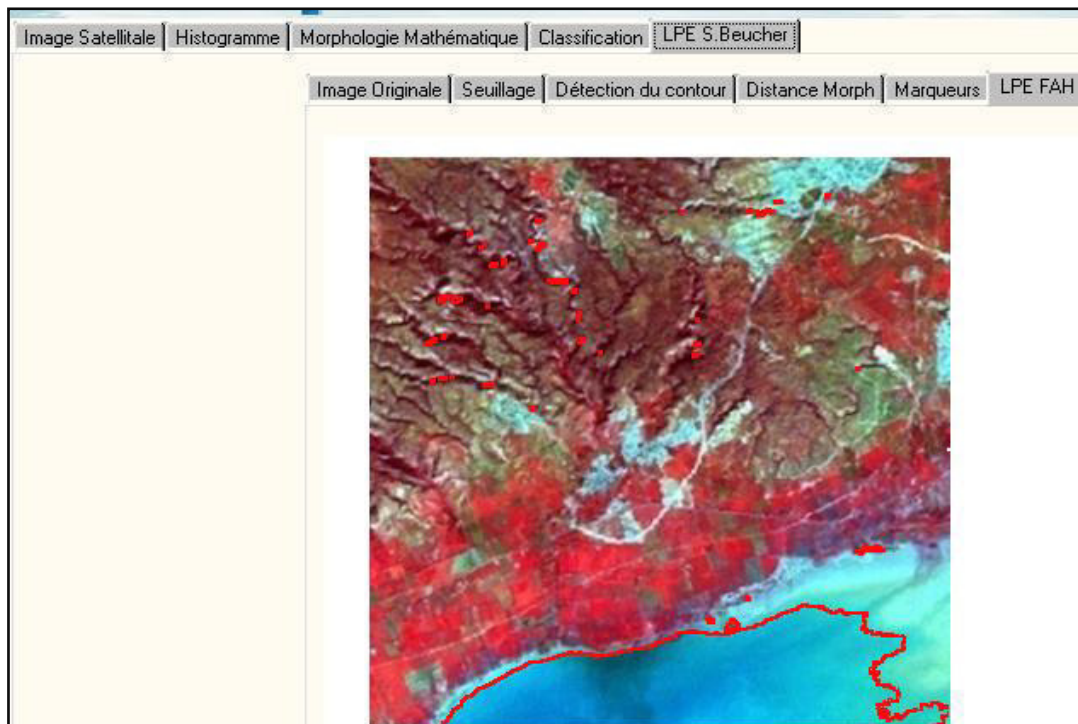 Image Satellitale Histogramme Morphologie Mathématique Classification LPE S.Beucher
Image Originale Seuillage Détection du contour Distance Morph Marqueurs LPE FAH